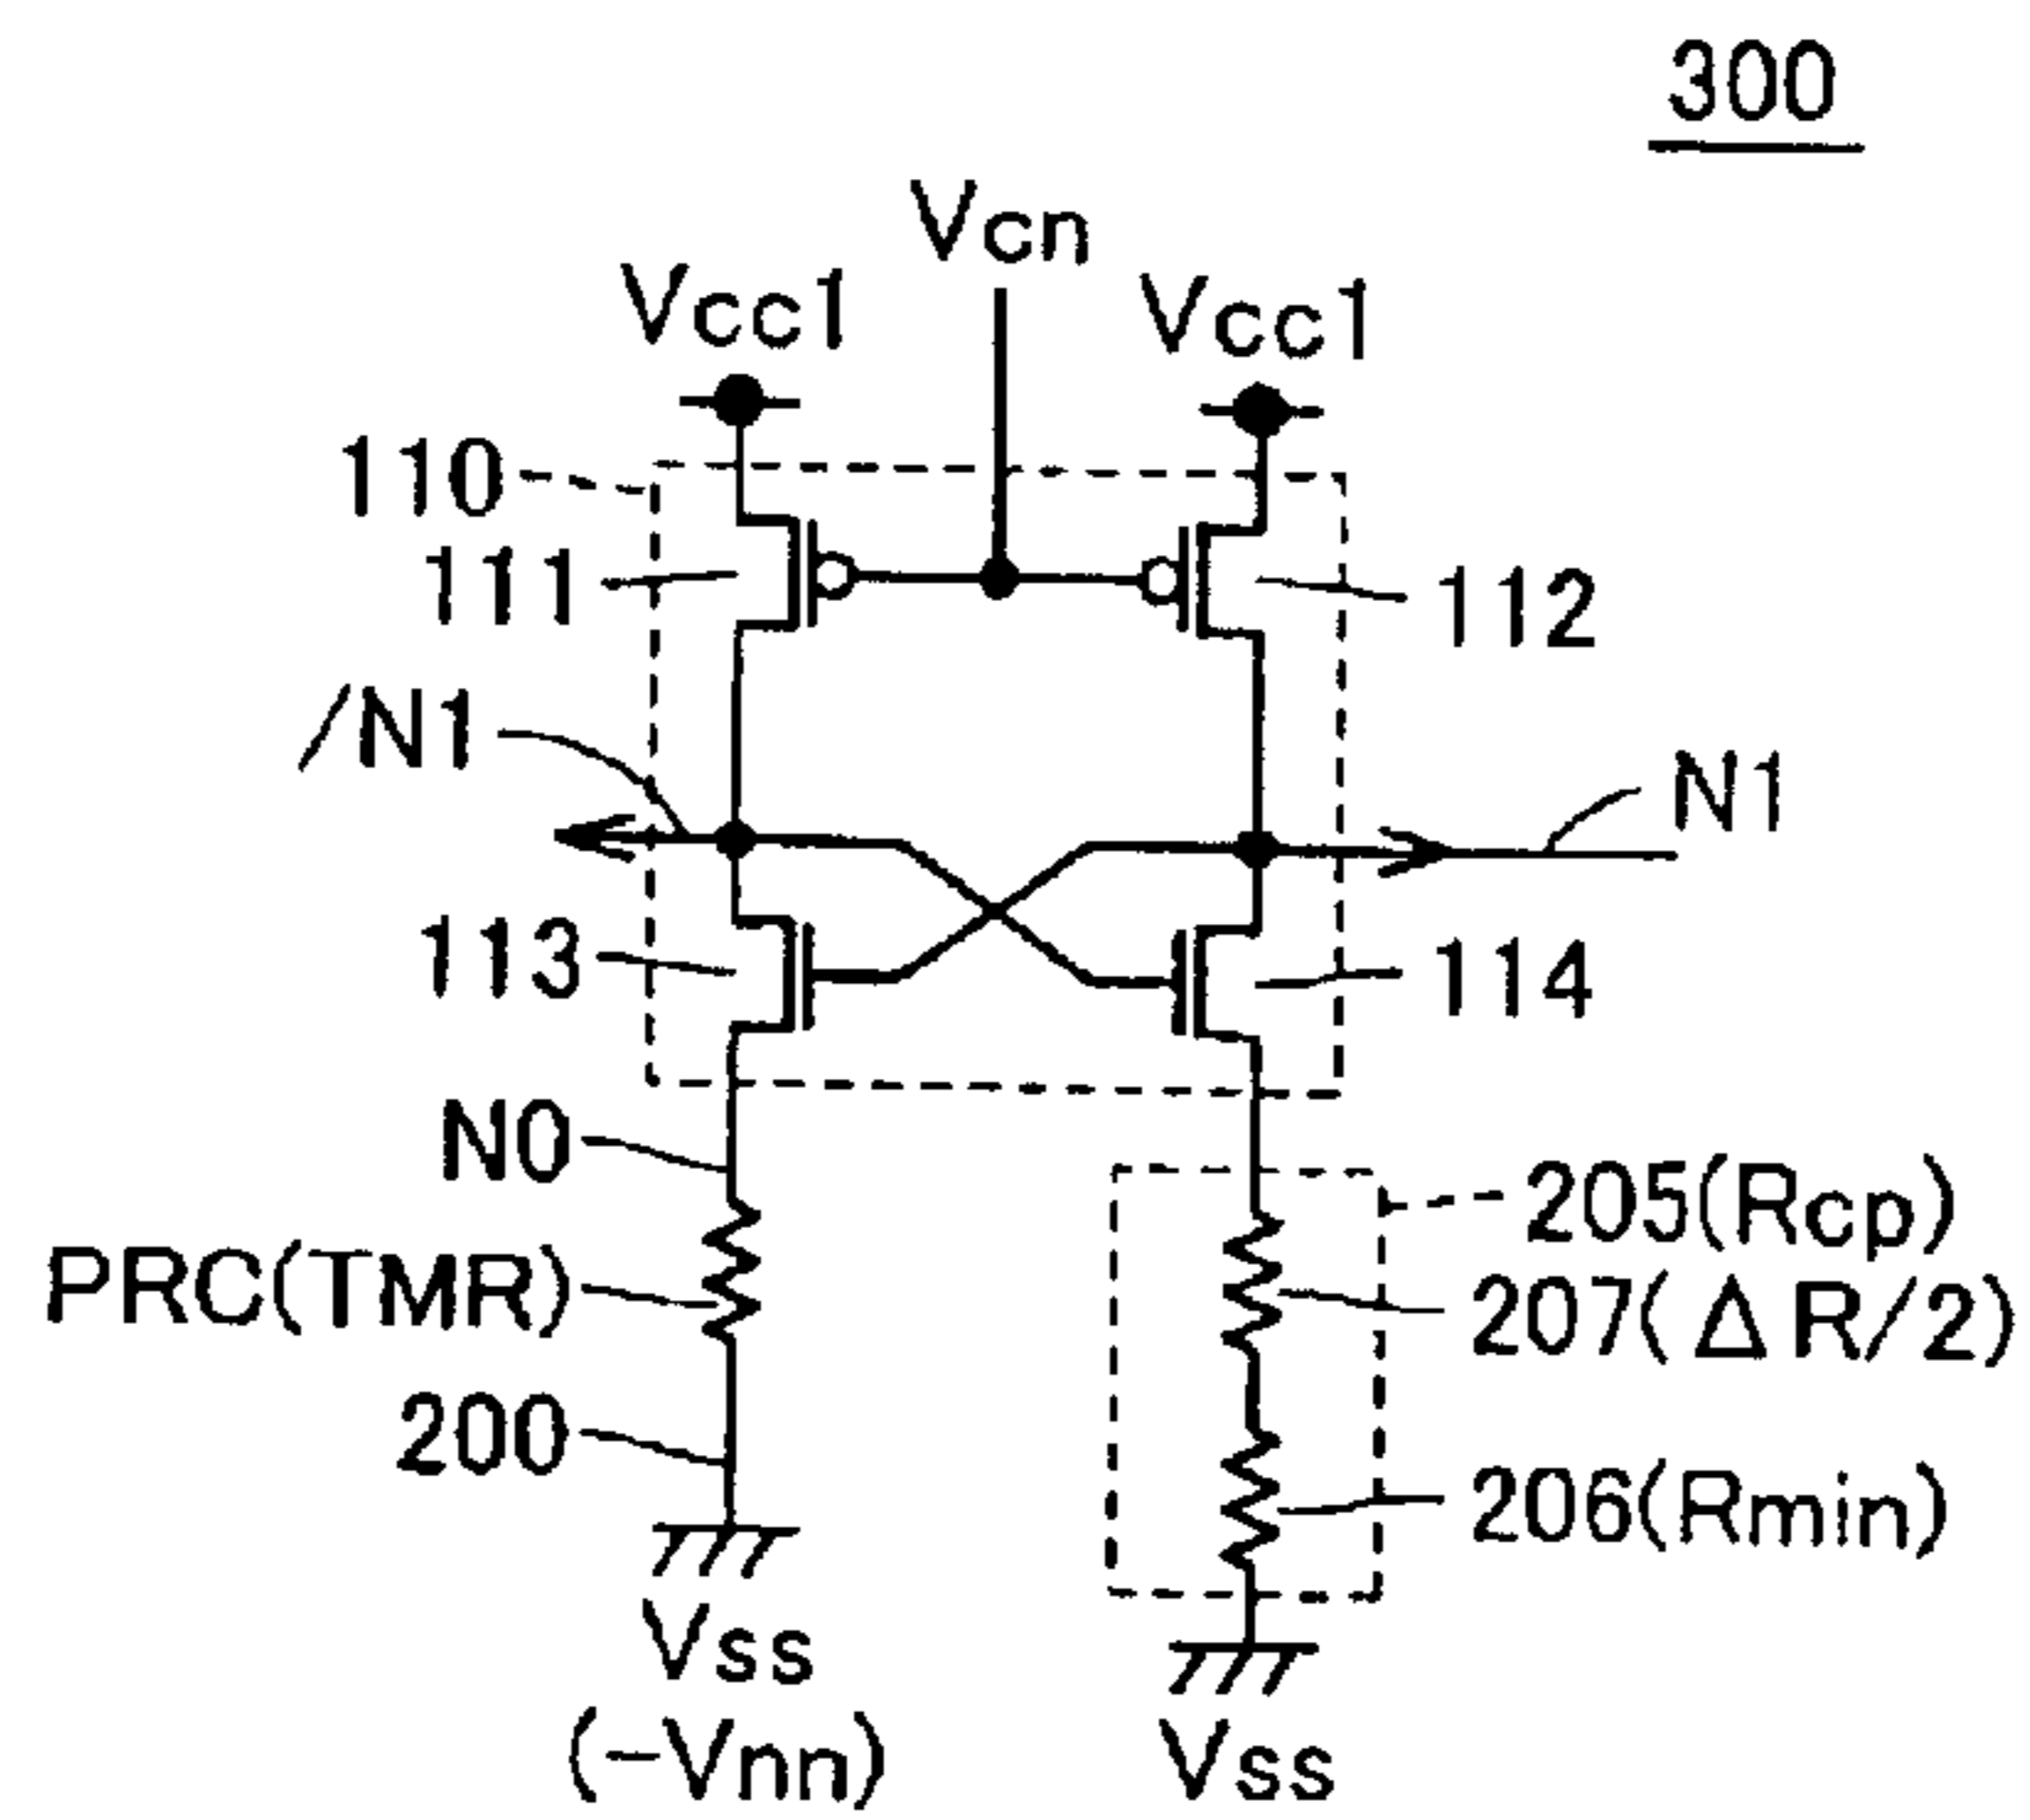 300
Vcn
Vcc1
Vcc1
110
111
112
/N1
N1
113
114
N0
205(Rcp)
PRC(TMR)
207(ΔR/2)
200
206(Rmin)
Vss
(-Vnn)
Vss